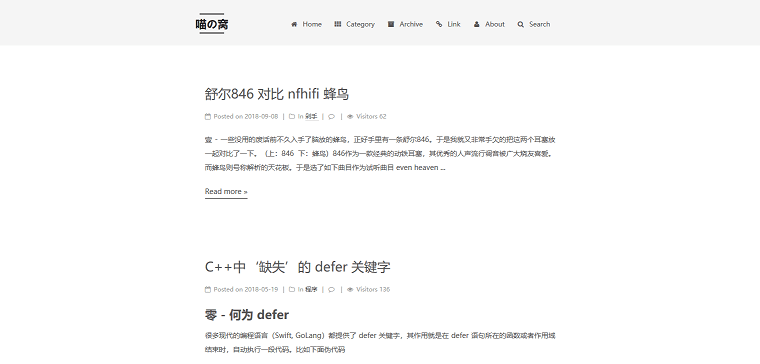 喵の窝
Home Category Archive Link About Search
舒尔846 对比 nfhifi 蜂鸟
Posted on 2018-09-08 | In 剁手 | | Visitors 62
壹 - 一些没用的废话前不久入手了脑放的蜂鸟，正好手里有一条舒尔846。于是我就又非常手欠的把这两个耳塞放
一起对比了一下。（上：846 下：蜂鸟）846作为一款经典的动铁耳塞，其优秀的人声流行调音被广大烧友喜爱。
而蜂鸟则号称解析的天花板。于是选了如下曲目作为试听曲目 even heaven ...
Read more »
C++中‘缺失’的 defer 关键字
Posted on 2018-05-19 | In 程序 | | Visitors 136
零 - 何为 defer
很多现代的编程语言（Swift, GoLang）都提供了 defer 关键字，其作用就是在 defer 语句所在的函数或者作用域
结束时，自动执行一段代码。比如下面伪代码